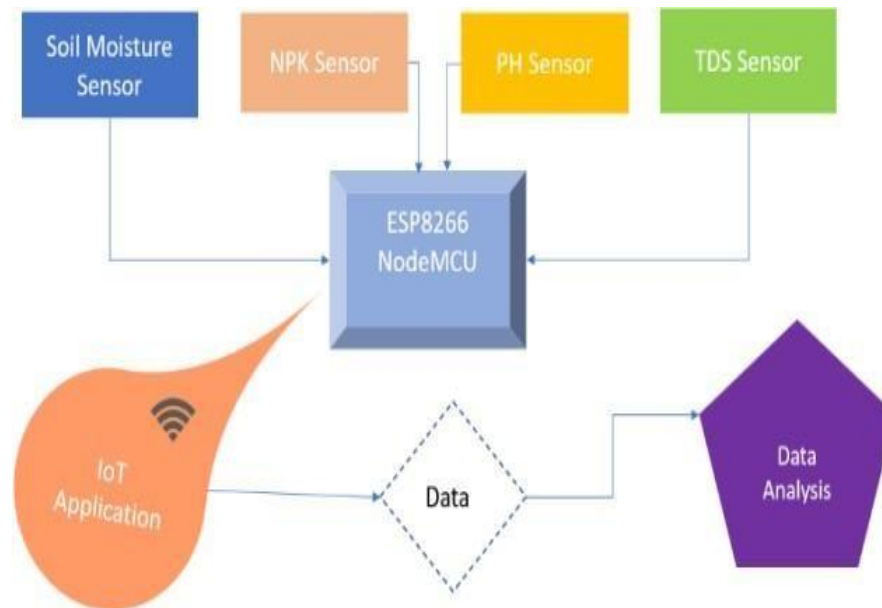 Soil Moisture
Sensor
NPK Sensor
PH Sensor
TDS Sensor
ESP8266
NodeMCU
IoT
Application
Data
Data
Analysis